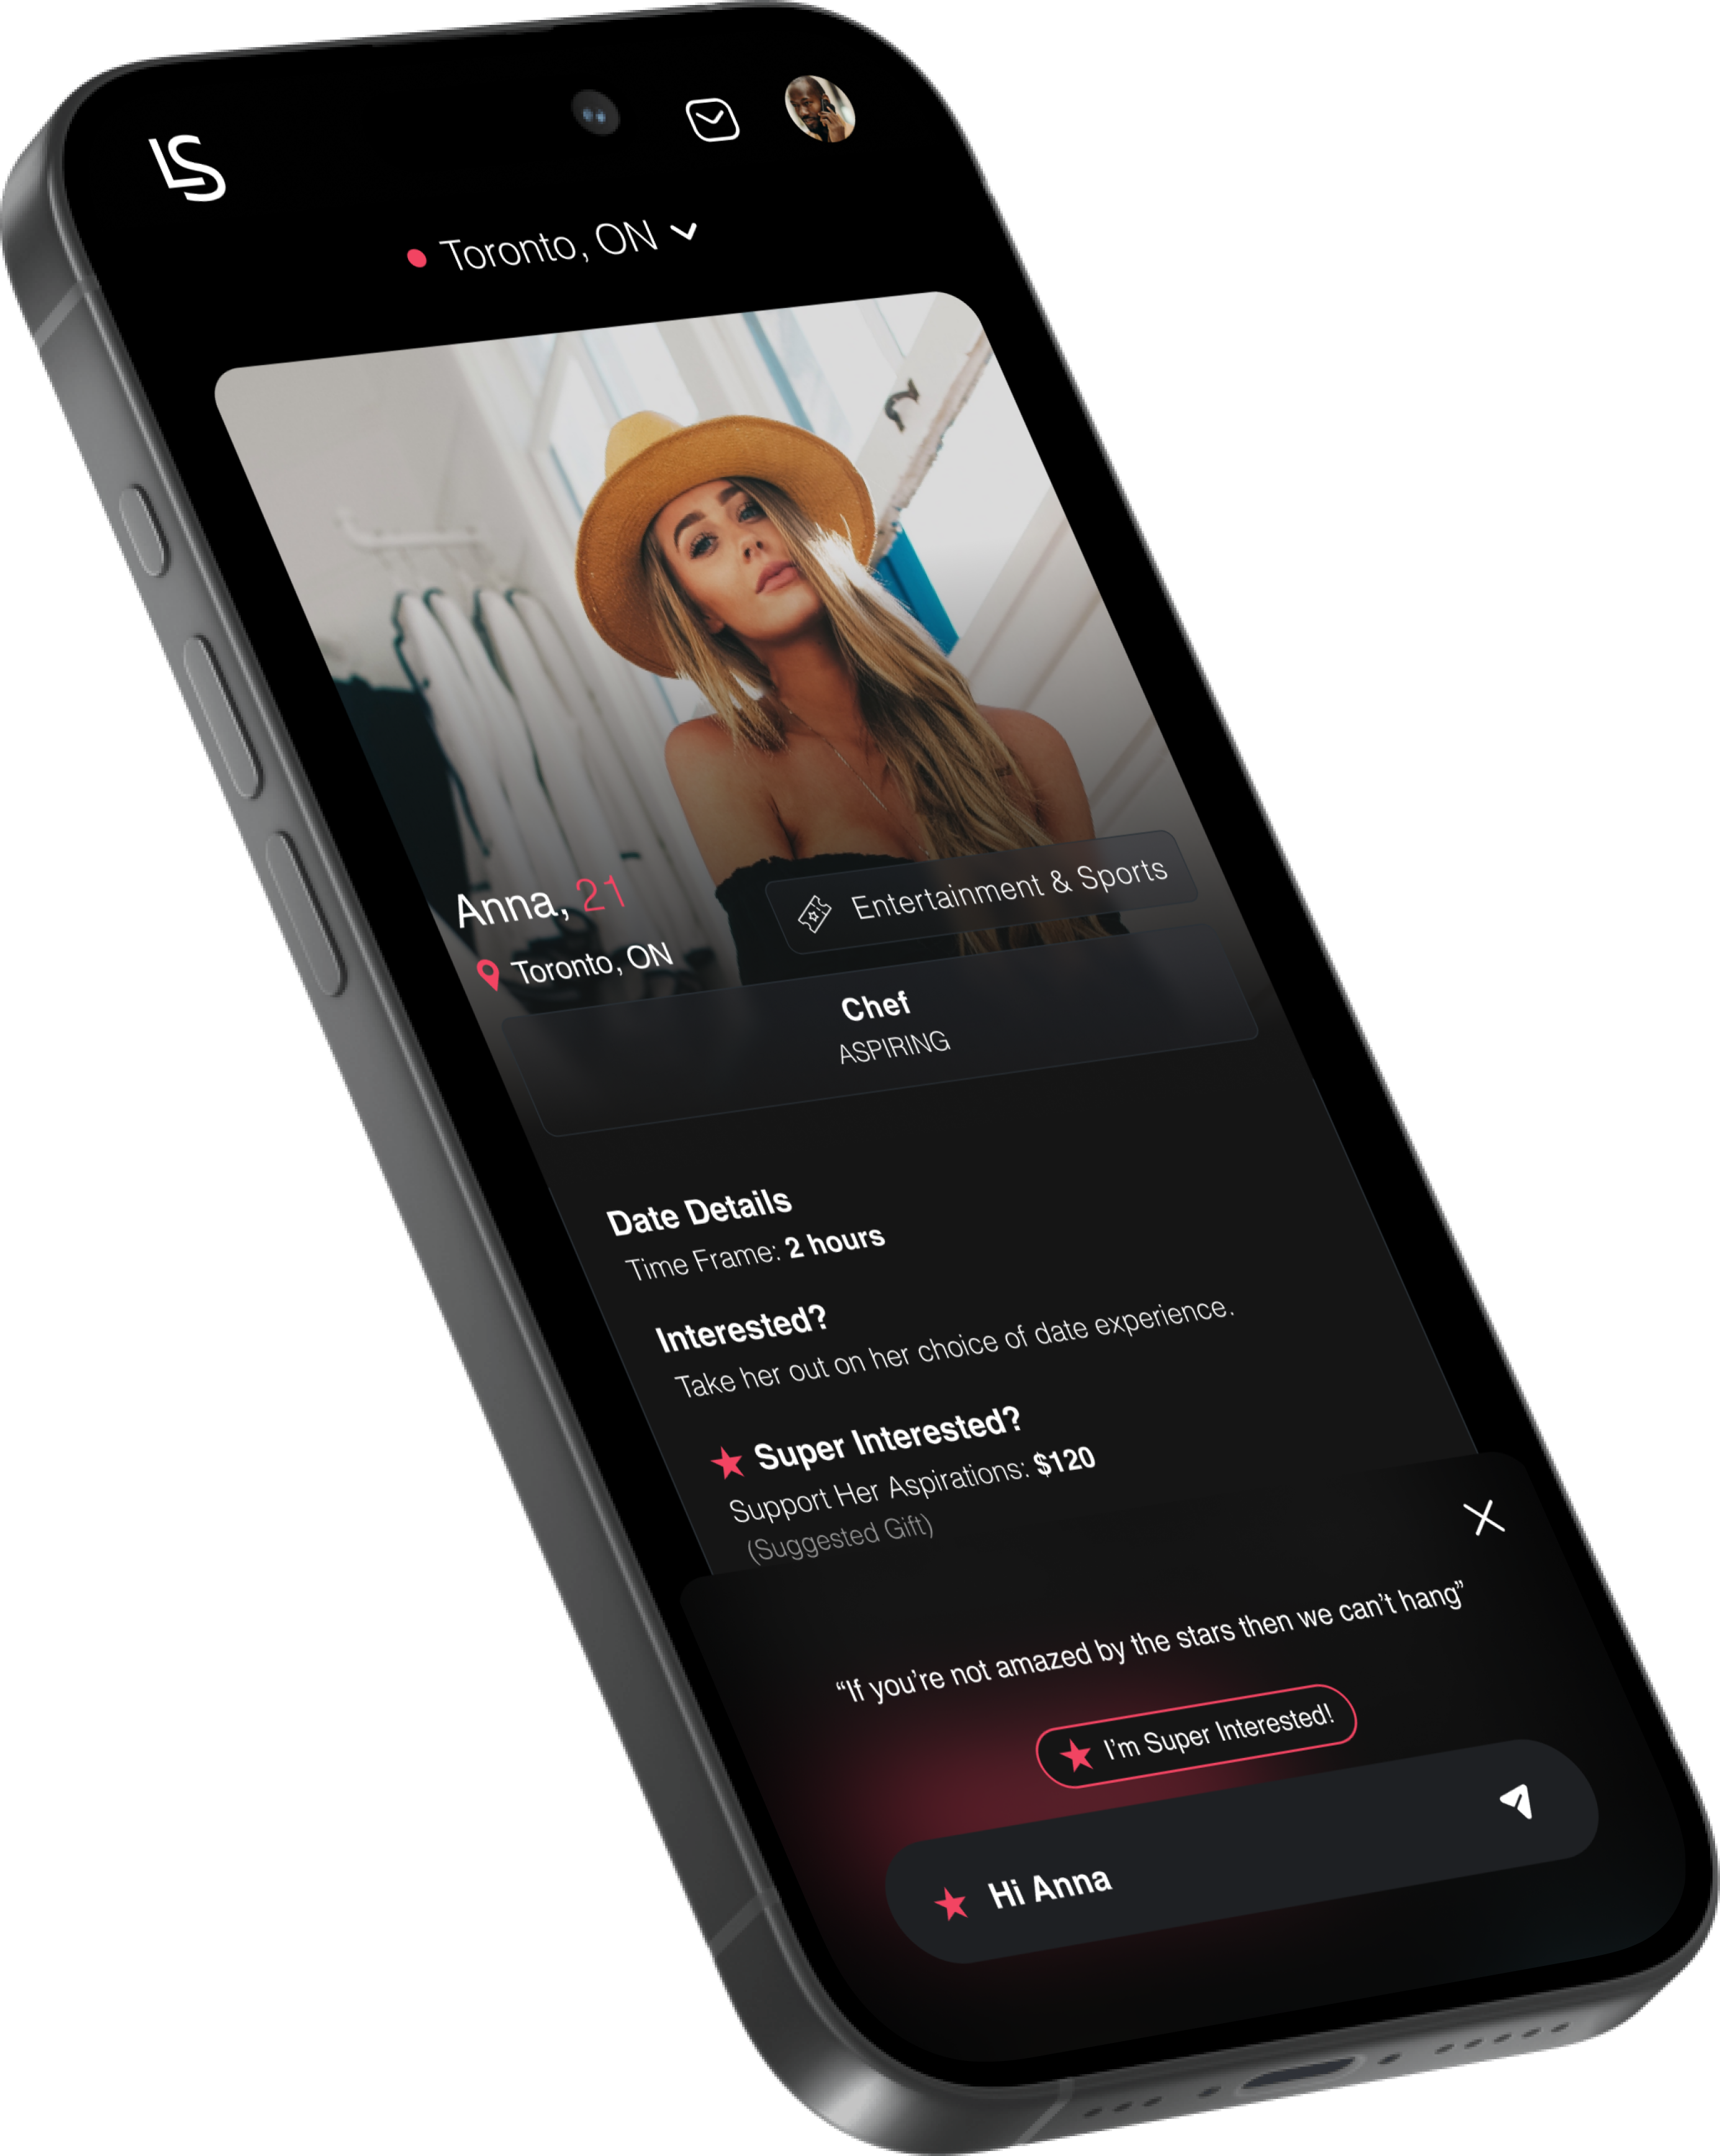 LS
Toronto, ON
Anna, 21
Entertainment & Sports
Toronto, ON
Chef
ASPIRING
Date Details
Time Frame: 2 hours
Interested?
Take her out on her choice of date experience.
Super Interested?
Support Her Aspirations: $120
(Suggested Gift)
“If you’re not amazed by the stars then we can’t hang”
I’m Super Interested!
Hi Anna